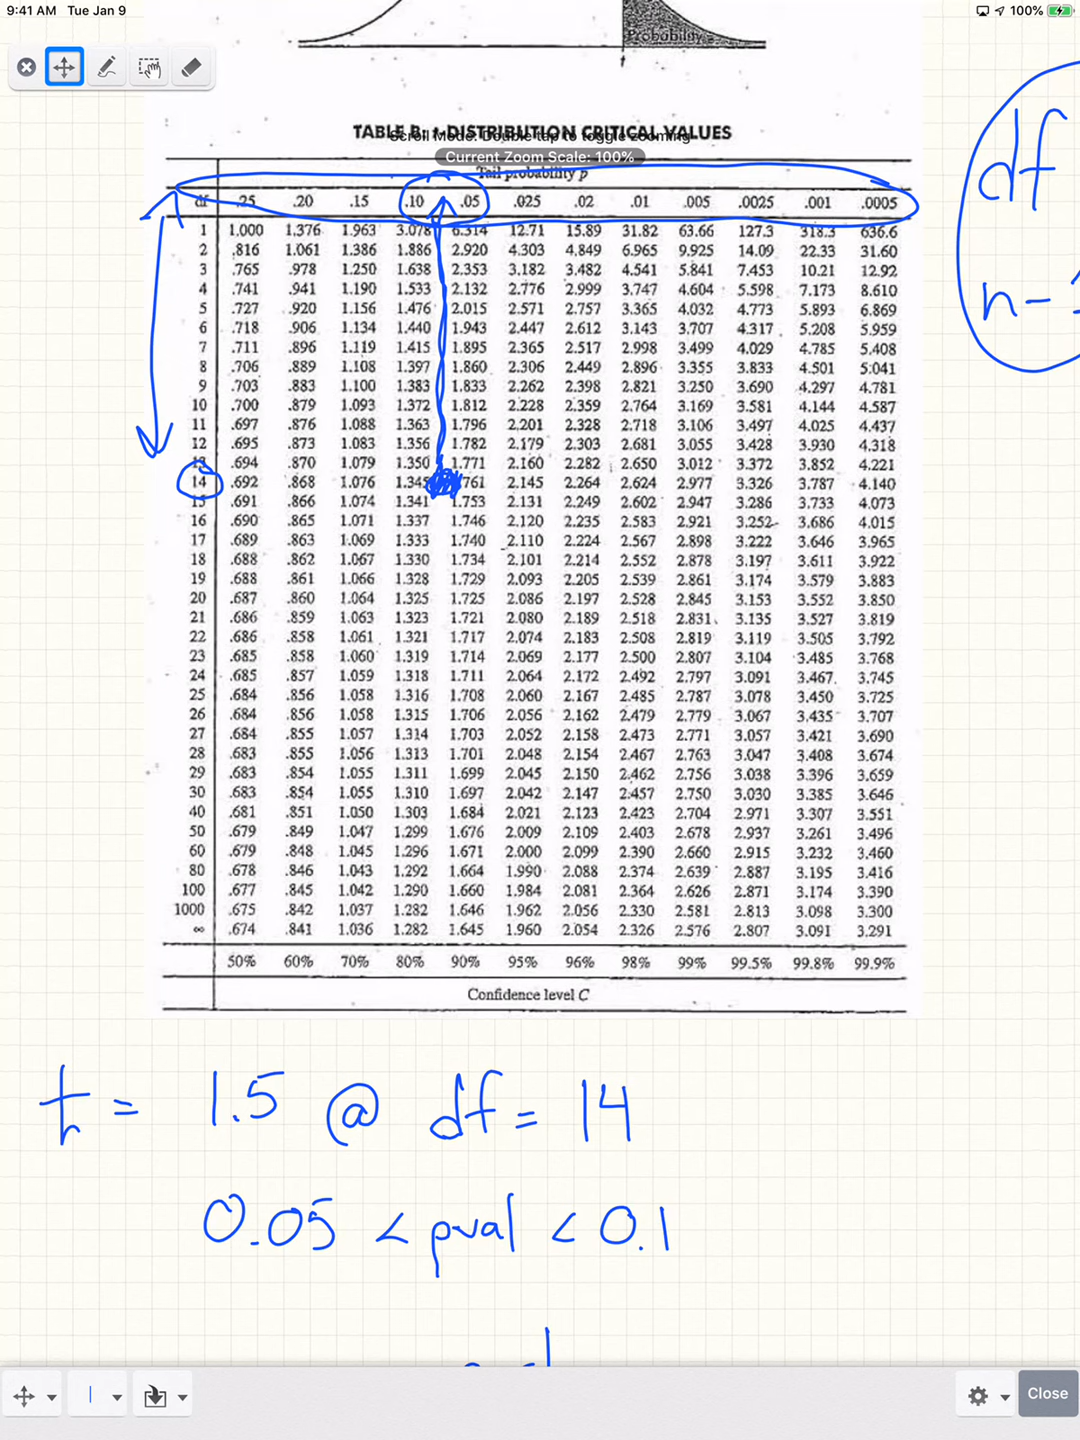 9:41 AM Tue Jan 9
100%
Probability
TABLE B: t-DISTRIBUTION CRITICAL VALUES
Scroll Mode: Double tap to toggle zooming
Current Zoom Scale: 100%
Tail probability p
df .25 .20 .15 .10 .05 .025 .02 .01 .005 .0025 .001 .0005
1 1.000 1.376 1.963 3.078 6.314 12.71 15.89 31.82 63.66 127.3 318.3 636.6
2 .816 1.061 1.386 1.886 2.920 4.303 4.849 6.965 9.925 14.09 22.33 31.60
3 .765 .978 1.250 1.638 2.353 3.182 3.482 4.541 5.841 7.453 10.21 12.92
4 .741 .941 1.190 1.533 2.132 2.776 2.999 3.747 4.604 5.598 7.173 8.610
5 .727 .920 1.156 1.476 2.015 2.571 2.757 3.365 4.032 4.773 5.893 6.869
6 .718 .906 1.134 1.440 1.943 2.447 2.612 3.143 3.707 4.317 5.208 5.959
7 .711 .896 1.119 1.415 1.895 2.365 2.517 2.998 3.499 4.029 4.785 5.408
8 .706 .889 1.108 1.397 1.860 2.306 2.449 2.896 3.355 3.833 4.501 5.041
9 .703 .883 1.100 1.383 1.833 2.262 2.398 2.821 3.250 3.690 4.297 4.781
10 .700 .879 1.093 1.372 1.812 2.228 2.359 2.764 3.169 3.581 4.144 4.587
11 .697 .876 1.088 1.363 1.796 2.201 2.328 2.718 3.106 3.497 4.025 4.437
12 .695 .873 1.083 1.356 1.782 2.179 2.303 2.681 3.055 3.428 3.930 4.318
13 .694 .870 1.079 1.350 1.771 2.160 2.282 2.650 3.012 3.372 3.852 4.221
14 .692 .868 1.076 1.345 761 2.145 2.264 2.624 2.977 3.326 3.787 4.140
15 .691 .866 1.074 1.341 1.753 2.131 2.249 2.602 2.947 3.286 3.733 4.073
16 .690 .865 1.071 1.337 1.746 2.120 2.235 2.583 2.921 3.252 3.686 4.015
17 .689 .863 1.069 1.333 1.740 2.110 2.224 2.567 2.898 3.222 3.646 3.965
18 .688 .862 1.067 1.330 1.734 2.101 2.214 2.552 2.878 3.197 3.611 3.922
19 .688 .861 1.066 1.328 1.729 2.093 2.205 2.539 2.861 3.174 3.579 3.883
20 .687 .860 1.064 1.325 1.725 2.086 2.197 2.528 2.845 3.153 3.552 3.850
21 .686 .859 1.063 1.323 1.721 2.080 2.189 2.518 2.831 3.135 3.527 3.819
22 .686 .858 1.061 1.321 1.717 2.074 2.183 2.508 2.819 3.119 3.505 3.792
23 .685 .858 1.060 1.319 1.714 2.069 2.177 2.500 2.807 3.104 3.485 3.768
24 .685 .857 1.059 1.318 1.711 2.064 2.172 2.492 2.797 3.091 3.467 3.745
25 .684 .856 1.058 1.316 1.708 2.060 2.167 2.485 2.787 3.078 3.450 3.725
26 .684 .856 1.058 1.315 1.706 2.056 2.162 2.479 2.779 3.067 3.435 3.707
27 .684 .855 1.057 1.314 1.703 2.052 2.158 2.473 2.771 3.057 3.421 3.690
28 .683 .855 1.056 1.313 1.701 2.048 2.154 2.467 2.763 3.047 3.408 3.674
29 .683 .854 1.055 1.311 1.699 2.045 2.150 2.462 2.756 3.038 3.396 3.659
30 .683 .854 1.055 1.310 1.697 2.042 2.147 2.457 2.750 3.030 3.385 3.646
40 .681 .851 1.050 1.303 1.684 2.021 2.123 2.423 2.704 2.971 3.307 3.551
50 .679 .849 1.047 1.299 1.676 2.009 2.109 2.403 2.678 2.937 3.261 3.496
60 .679 .848 1.045 1.296 1.671 2.000 2.099 2.390 2.660 2.915 3.232 3.460
80 .678 .846 1.043 1.292 1.664 1.990 2.088 2.374 2.639 2.887 3.195 3.416
100 .677 .845 1.042 1.290 1.660 1.984 2.081 2.364 2.626 2.871 3.174 3.390
1000 .675 .842 1.037 1.282 1.646 1.962 2.056 2.330 2.581 2.813 3.098 3.300
∞ .674 .841 1.036 1.282 1.645 1.960 2.054 2.326 2.576 2.807 3.091 3.291
50% 60% 70% 80% 90% 95% 96% 98% 99% 99.5% 99.8% 99.9%
Confidence level C
df
n-1
t = 1.5 @ df = 14
0.05 < pval < 0.1
Close